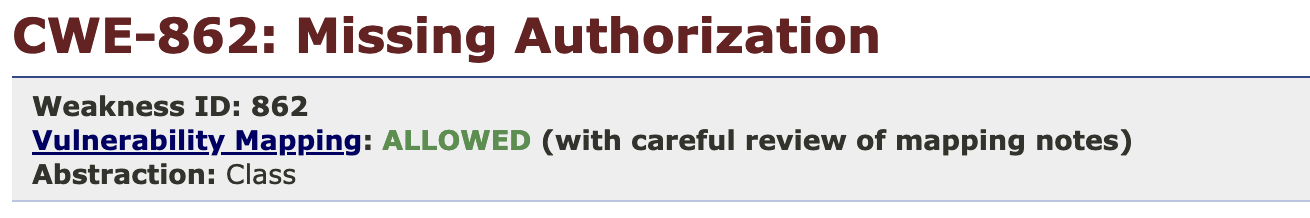 CWE-862: Missing Authorization
Weakness ID: 862
Vulnerability Mapping: ALLOWED (with careful review of mapping notes)
Abstraction: Class